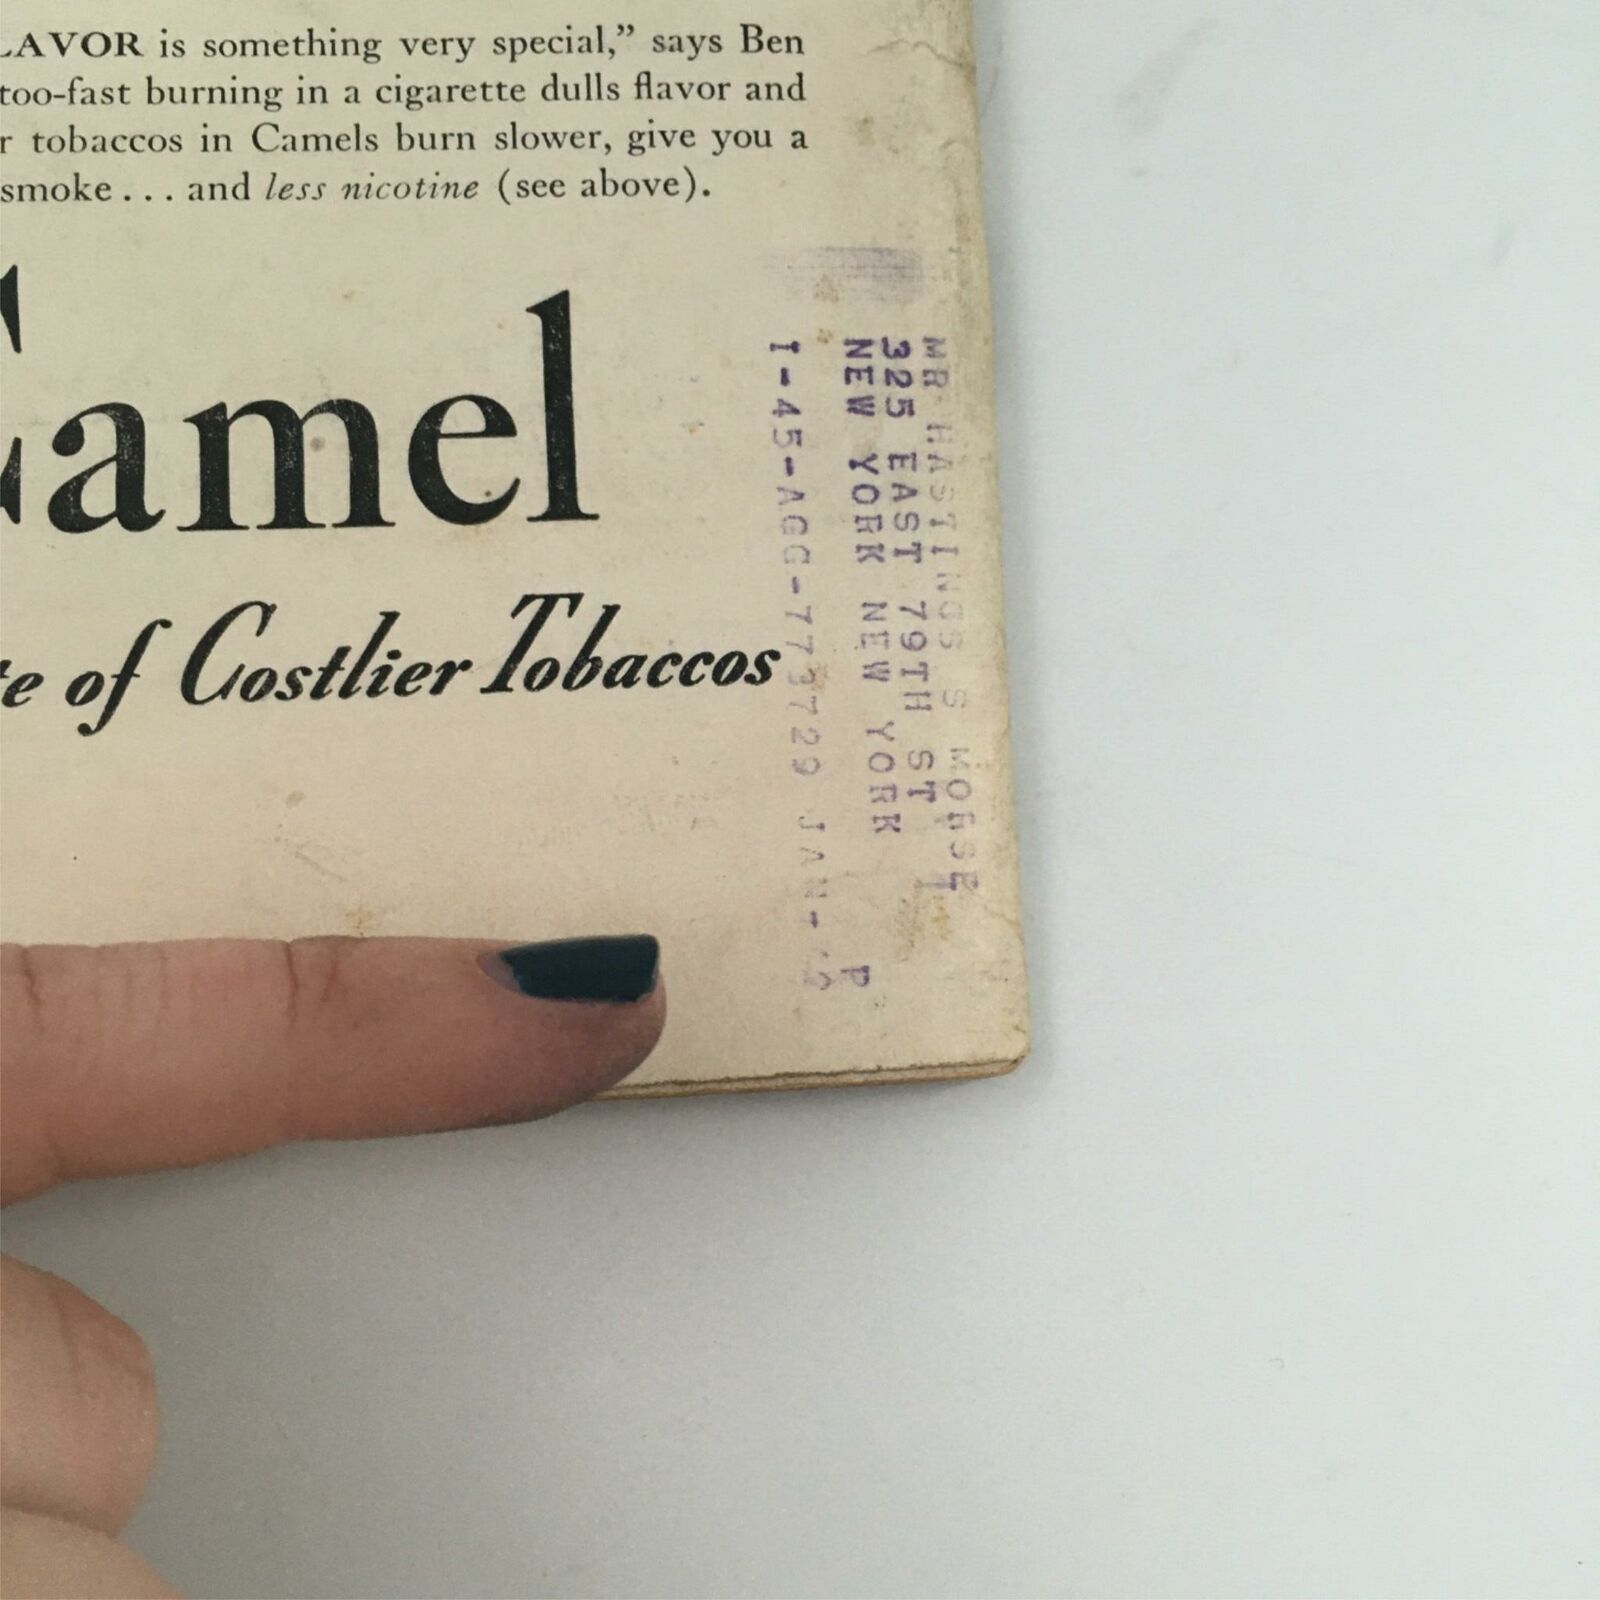 LAVOR is something very special,” says Ben
too-fast burning in a cigarette dulls flavor and
r tobaccos in Camels burn slower, give you a
smoke . . . and less nicotine (see above).
Camel
te of Costlier Tobaccos
MR HASTINGS S MORSE
325 EAST 79TH ST
NEW YORK NEW YORK
P
I-45-AGG-773729 JAN-